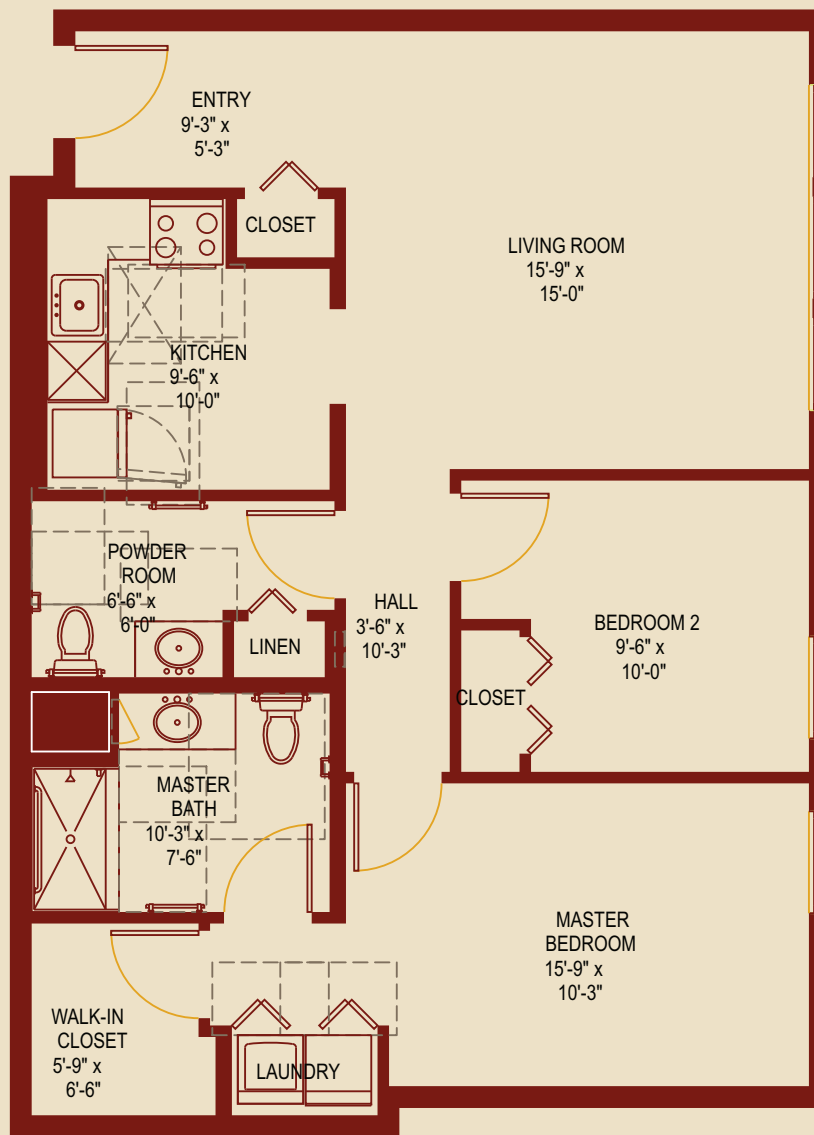 ENTRY
9'-3" x
5'-3"
CLOSET
LIVING ROOM
15'-9" x
15'-0"
KITCHEN
9'-6" x
10'-0"
POWDER
ROOM
6'-6" x
6'-0"
LINEN
HALL
3'-6" x
10'-3"
BEDROOM 2
9'-6" x
10'-0"
CLOSET
MASTER
BATH
10'-3" x
7'-6"
MASTER
BEDROOM
15'-9" x
10'-3"
WALK-IN
CLOSET
5'-9" x
6'-6"
LAUNDRY